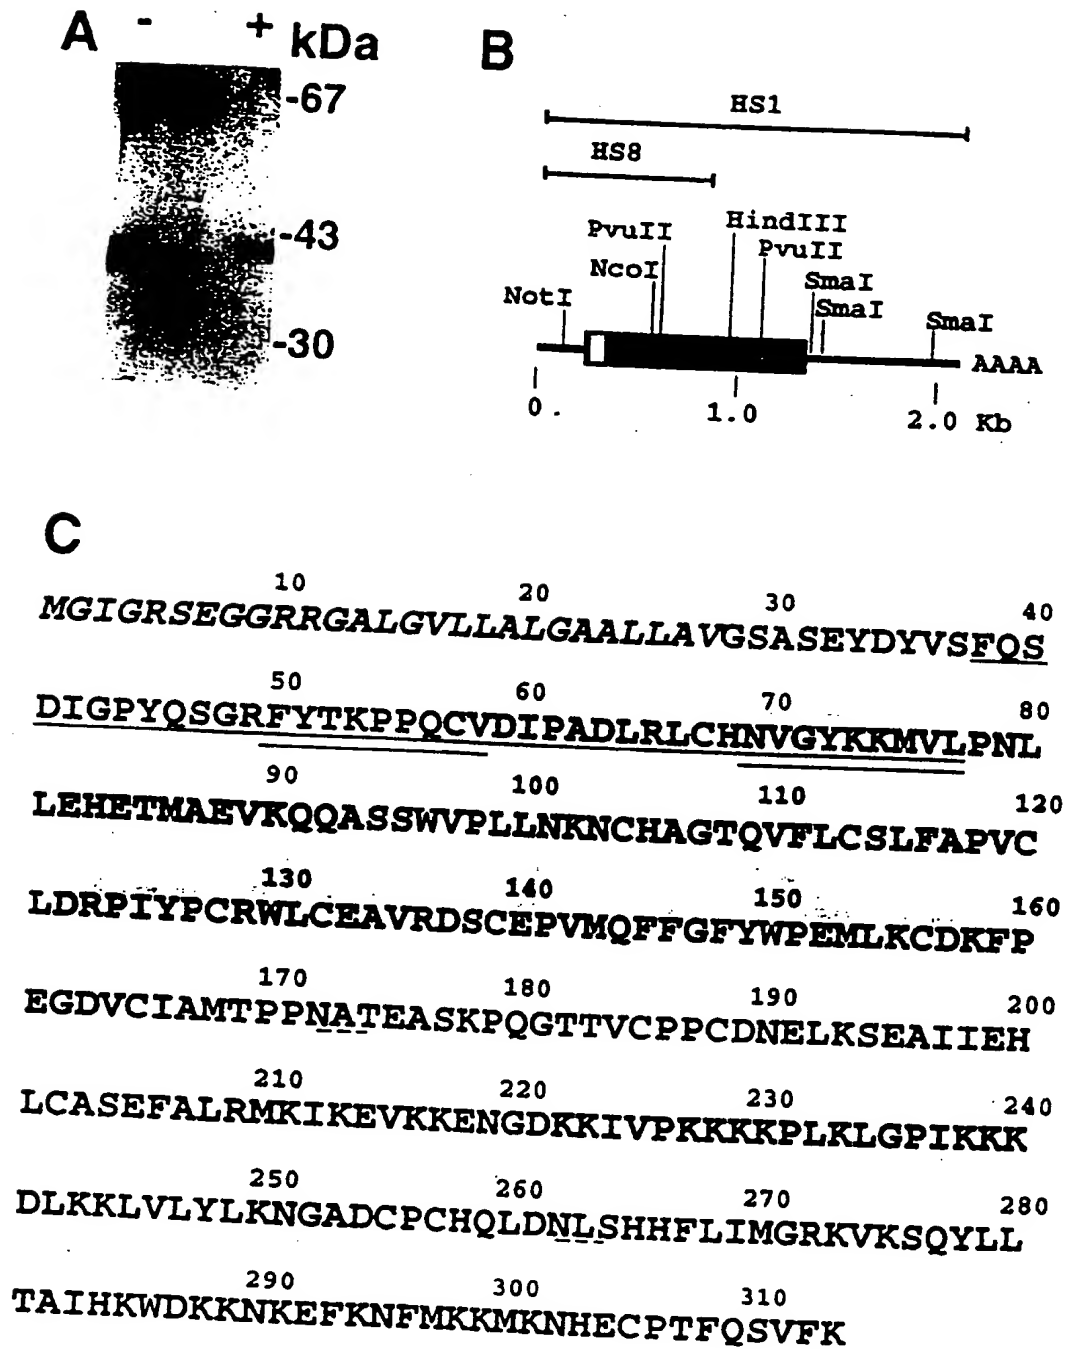 A - + kDa
-67
-43
-30
B
HS1
HS8
PvuII HindIII
PvuII
NcoI SmaI
NotI SmaI SmaI
AAAA
0. 1.0 2.0 Kb
C
10 20 30 40
MGIGRSEGGRRGALGVLLALGAALLAVGSASEYDYVSFQS
50 60 70 80
DIGPYQSGRFYTKPPQCVDIPADLRLCHNVGYKKMVLPNL
90 100 110 120
LEHETMAEVKQQASSWVPLLNKNCHAGTQVFLCSLFAPVC
130 140 150 160
LDRPIYPCRWLCEAVRDSCEPVMQFFGFYWPEMLKCDKFP
170 180 190 200
EGDVCIAMTPPNATEASKPQGTTVCPPCDNELKSEAIIEH
210 220 230 240
LCASEFALRMKIKEVKKENGDKKIVPKKKKPLKLGPIKKK
250 260 270 280
DLKKLVLYLKNGADCPCHQLDNLSHHFLIMGRKVKSQYLL
290 300 310
TAIHKWDKKNKEFKNFMKKMKNHECPTFQSVFK